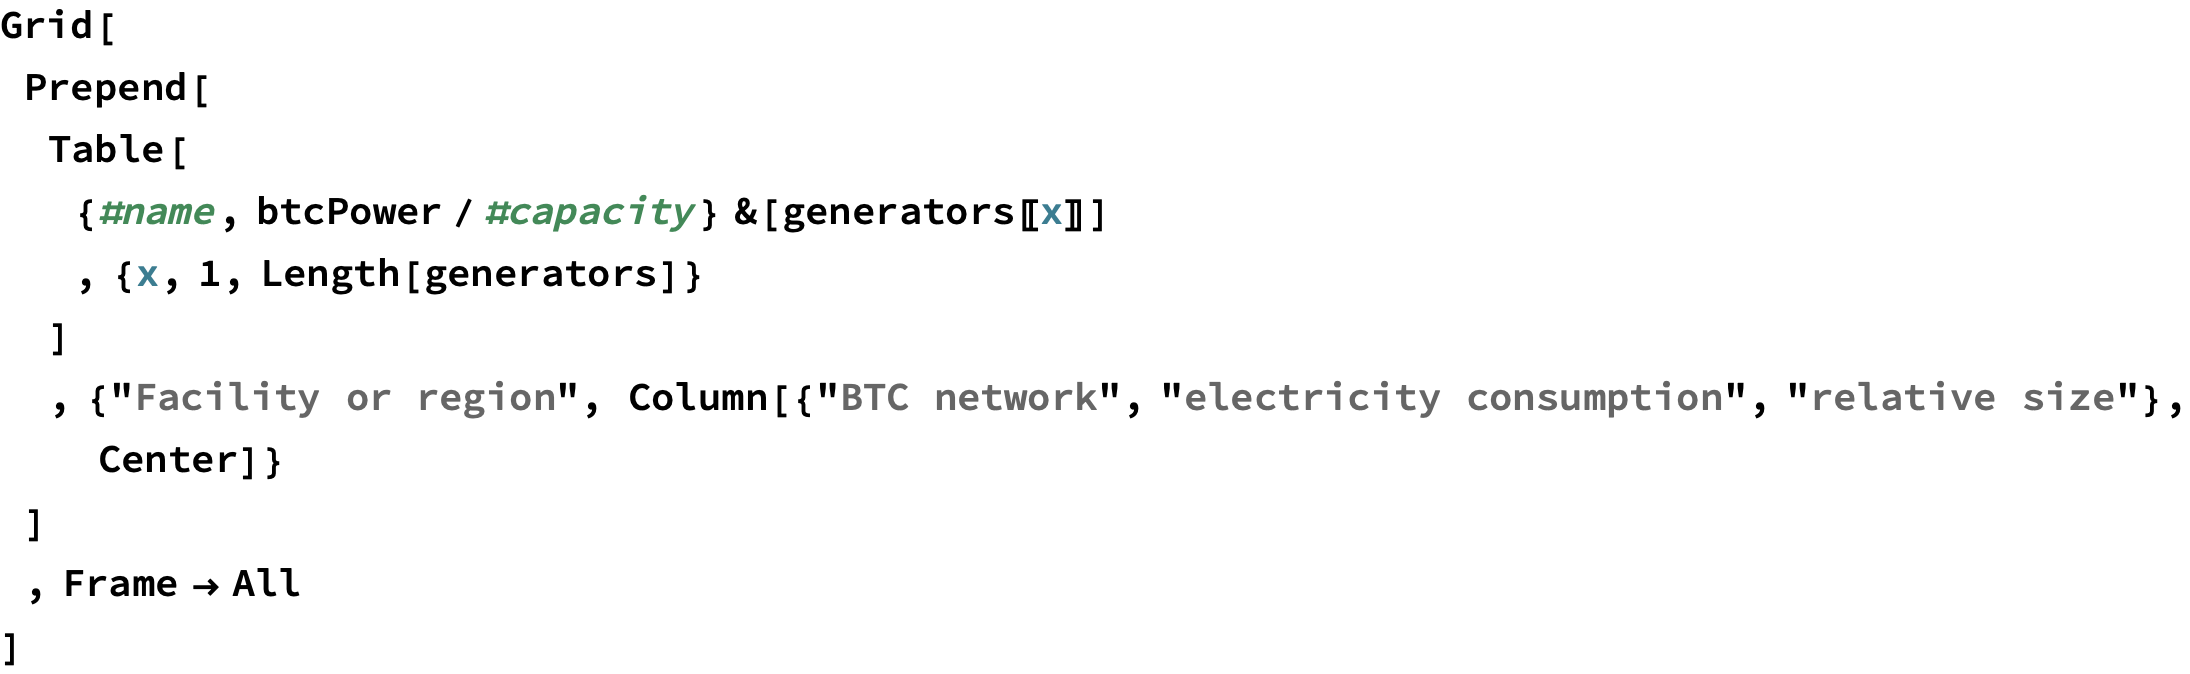 Grid[
Prepend[
Table[
{#name, btcPower / #capacity} &[generators〚x〛]
, {x, 1, Length[generators]}
]
, {"Facility or region", Column[{"BTC network", "electricity consumption", "relative size"},
Center]}
]
, Frame → All
]